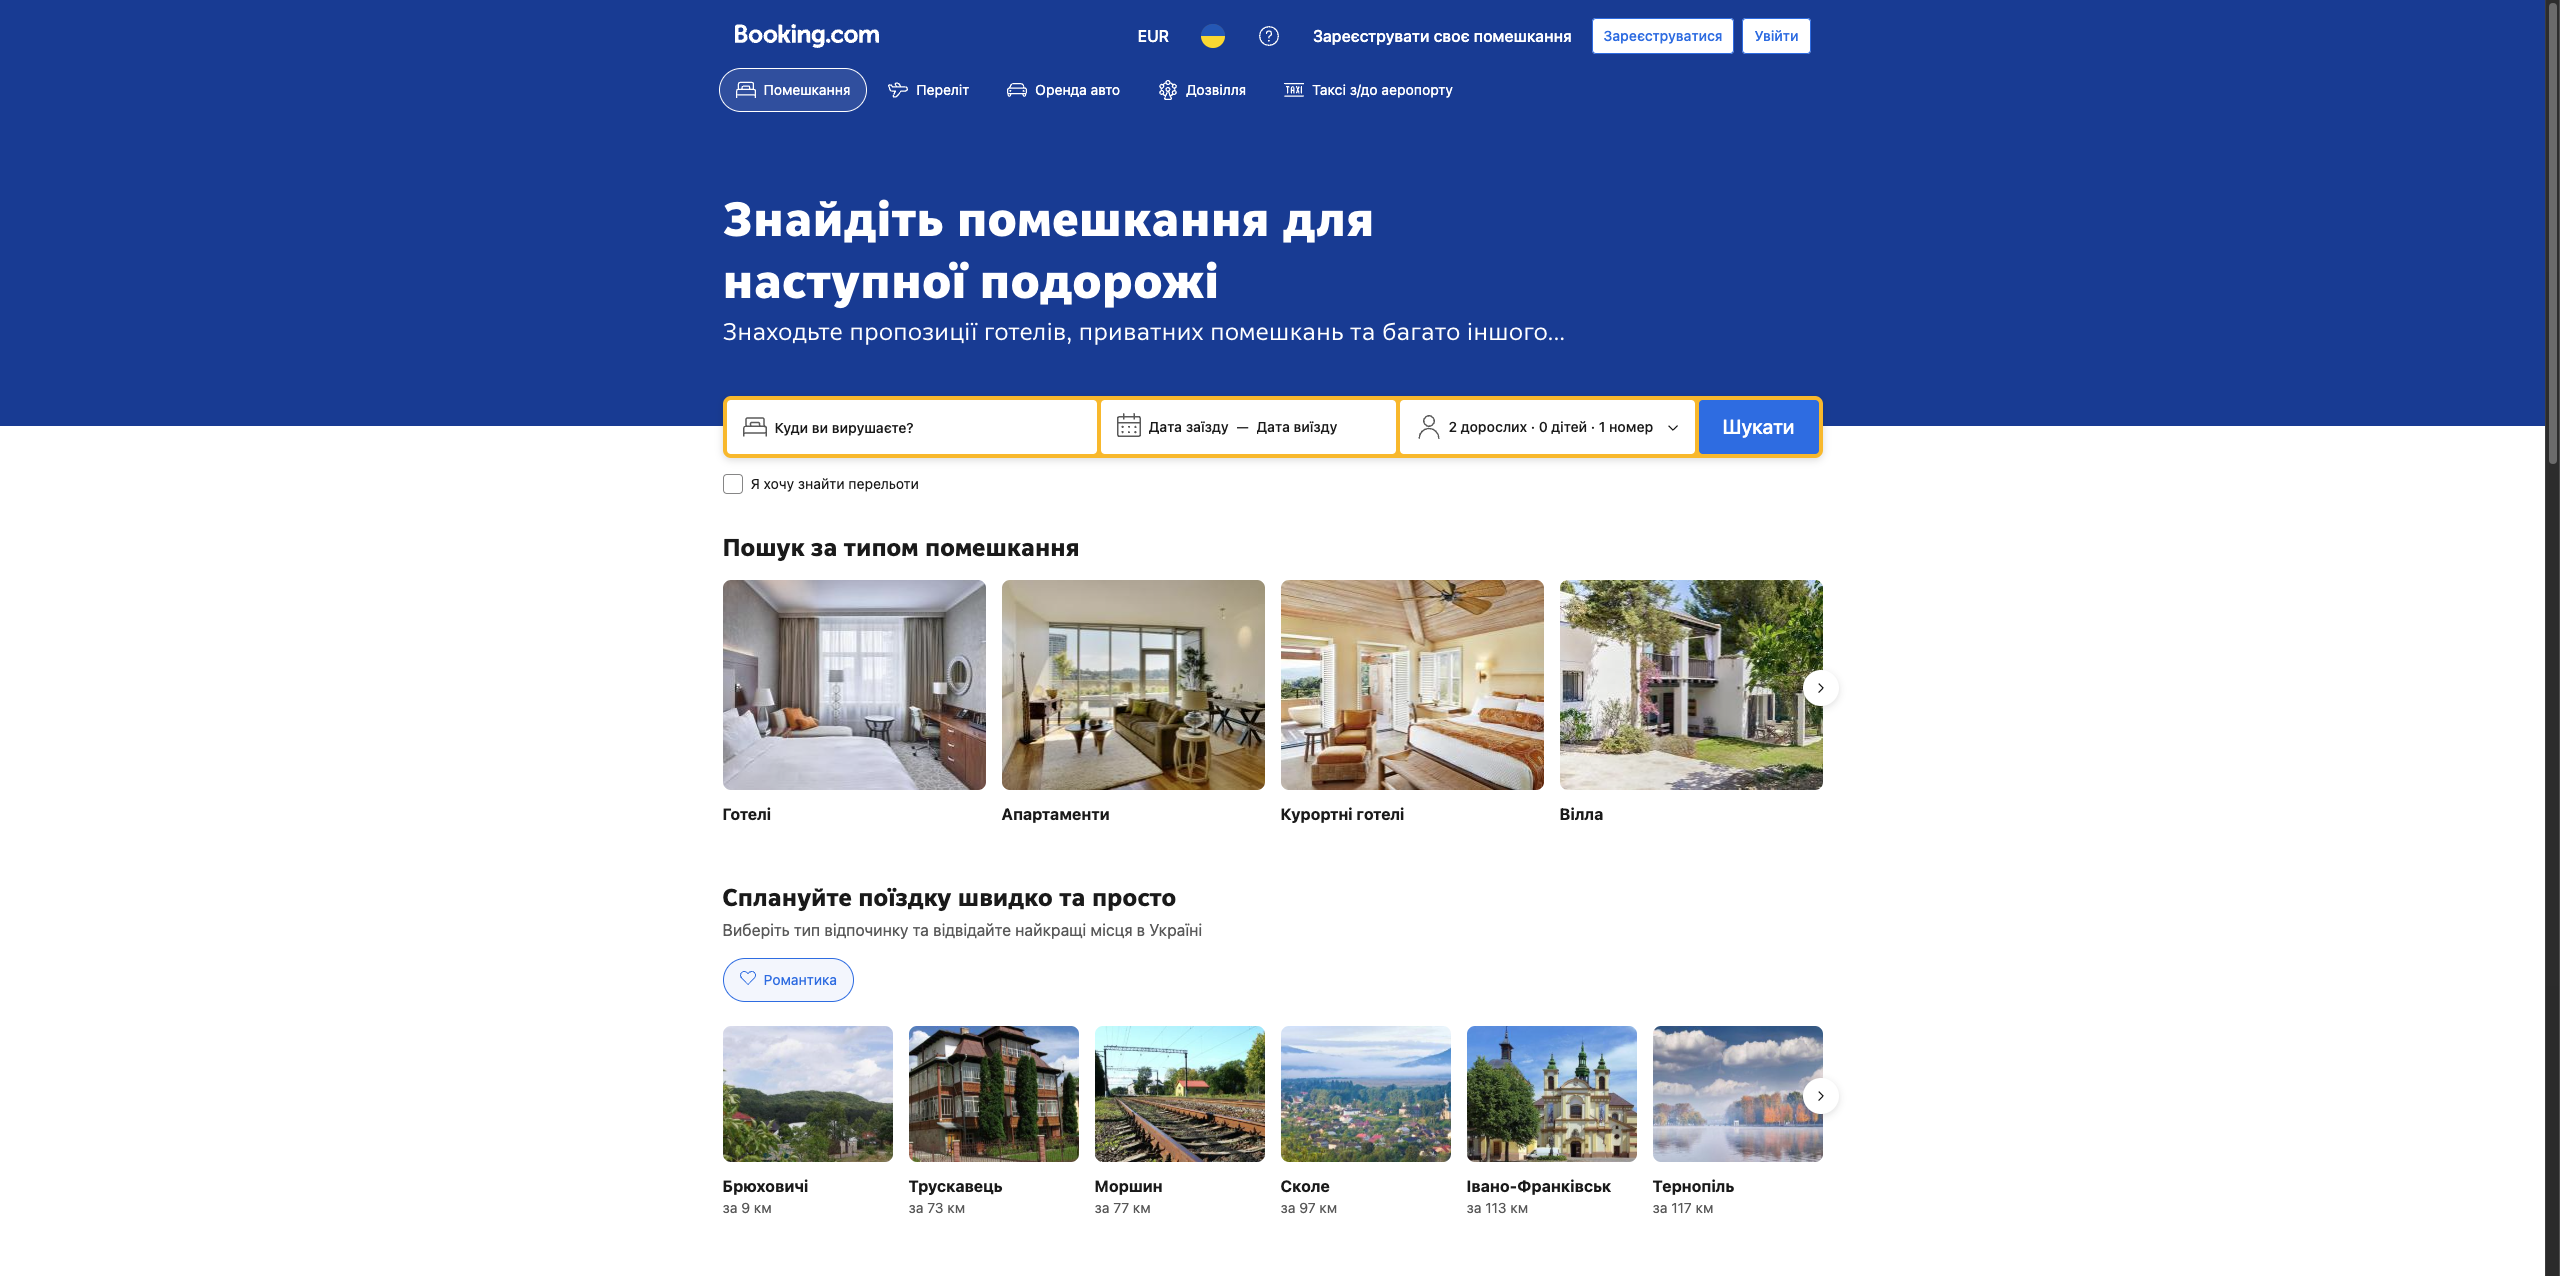 Booking.com
EUR
Зареєструвати своє помешкання
Зареєструватися
Увійти
Помешкання
Переліт
Оренда авто
Дозвілля
TAXI
Таксі з/до аеропорту
Знайдіть помешкання для
наступної подорожі
Знаходьте пропозиції готелів, приватних помешкань та багато іншого...
Куди ви вирушаєте?
Дата заїзду — Дата виїзду
2 дорослих · 0 дітей · 1 номер
Шукати
Я хочу знайти перельоти
Пошук за типом помешкання
Готелі
Апартаменти
Курортні готелі
Вілла
Сплануйте поїздку швидко та просто
Виберіть тип відпочинку та відвідайте найкращі місця в Україні
Романтика
Брюховичі
за 9 км
Трускавець
за 73 км
Моршин
за 77 км
Сколе
за 97 км
Івано-Франківськ
за 113 км
Тернопіль
за 117 км